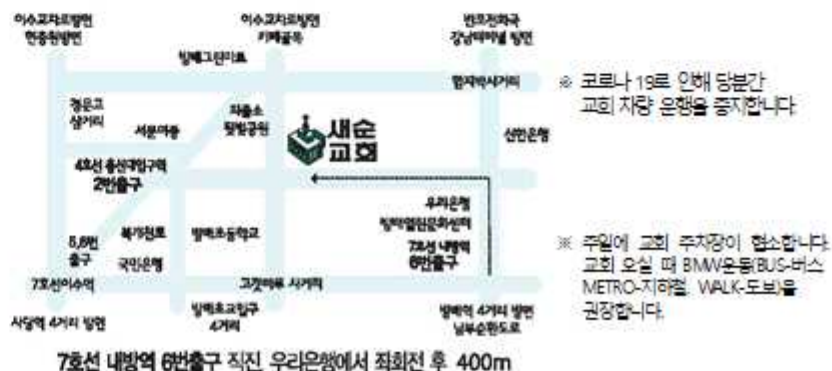 이수교차로방면
현충원방면
이수교차로방면
카페골목
반포전화국
강남터미널 방면
방배그린마트
함지박사거리
정문고
삼거리
서문여중
파출소
뒷벌공원
새순
교회
신한은행
4호선 총신대입구역
2번출구
우리은행
방배열린문화센터
7호선 내방역
6번출구
5,6번
출구
국민은행
방배초등학교
7호선이수역
고갯마루 사거리
사당역 4거리 방면
방배초교입구
4거리
방배역 4거리 방면
남부순환도로
7호선 내방역 6번출구 직진, 우리은행에서 좌회전 후 400m
※ 코로나 19로 인해 당분간
교회 차량 운행을 중지합니다.
※ 주일에 교회 주차장이 협소합니다.
교회 오실 때 BMW운동(BUS-버스
METRO-지하철, WALK-도보)을
권장합니다.